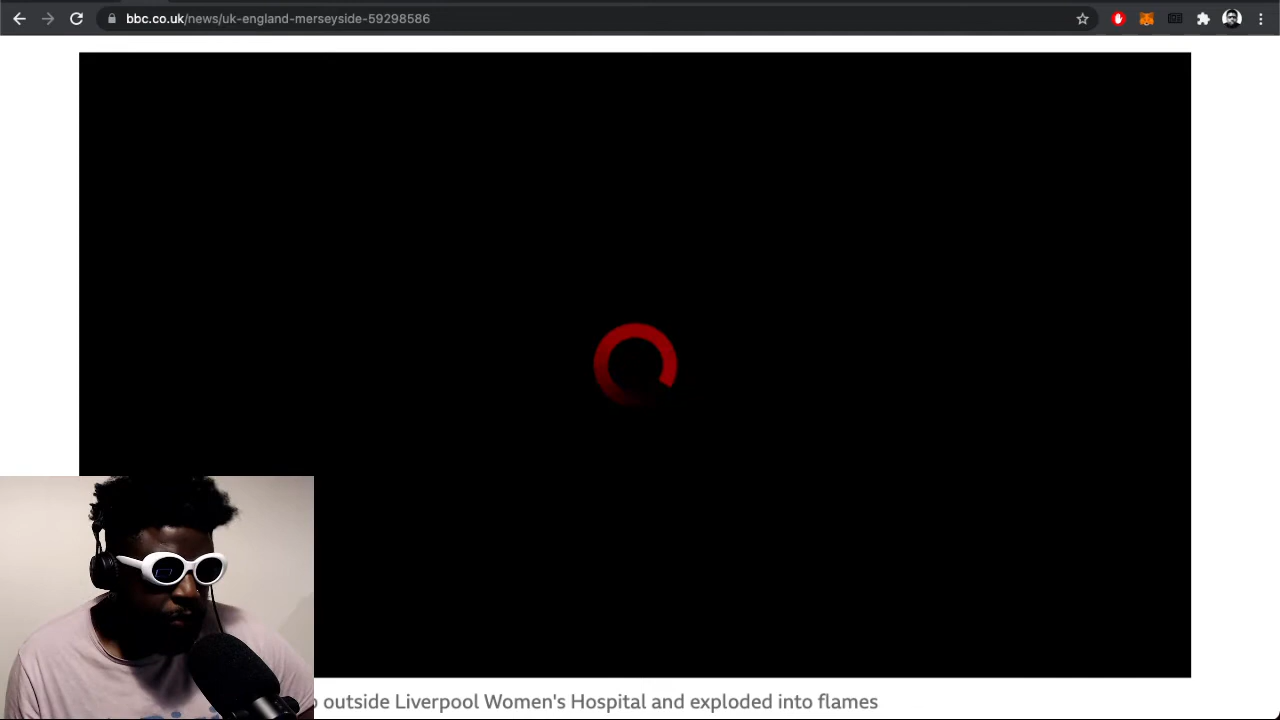 bbc.co.uk/news/uk-england-merseyside-59298586
outside Liverpool Women's Hospital and exploded into flames